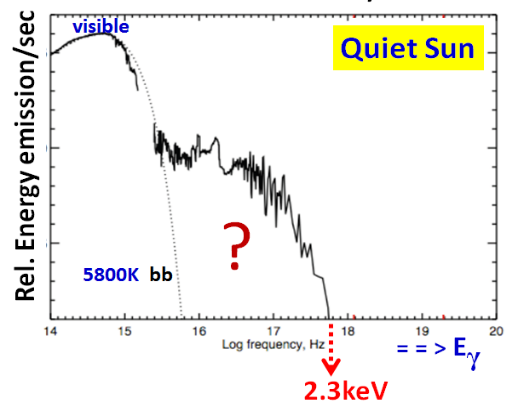 visible
Quiet Sun
Rel. Energy emission/sec
?
5800K bb
14 15 16 17 18 19 20
Log frequency, Hz
= = > Eγ
2.3keV